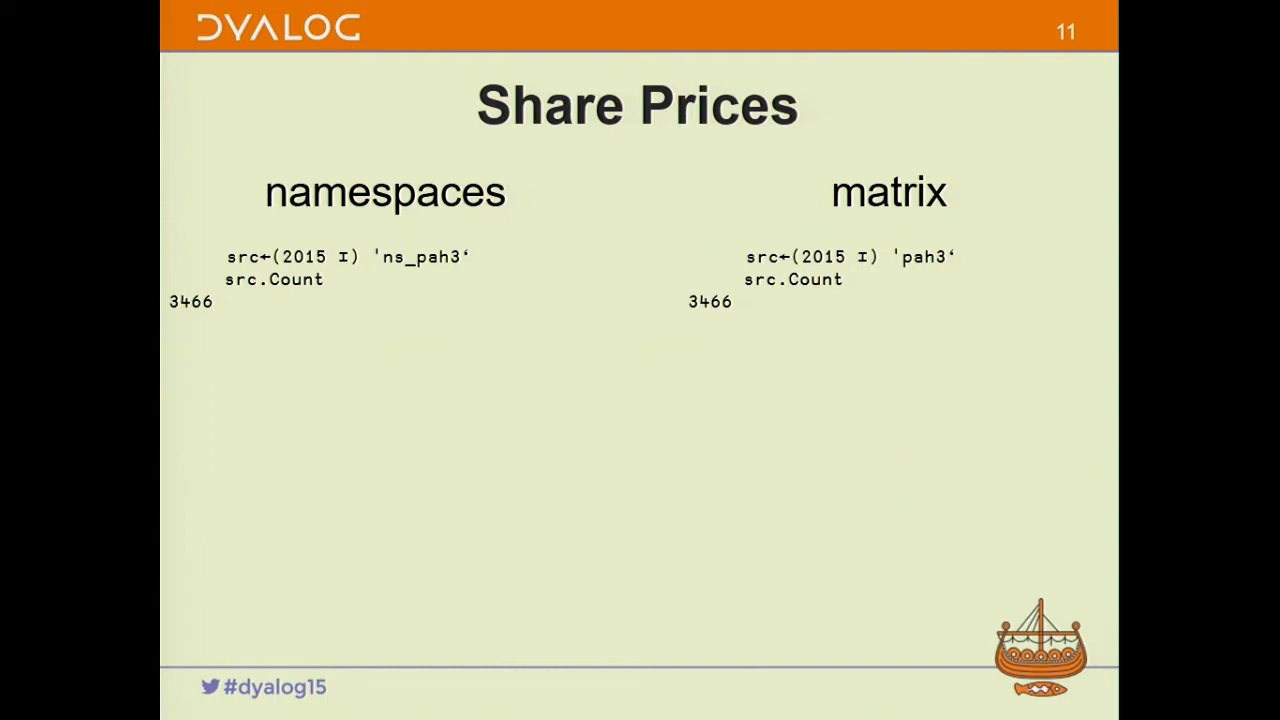 DYALOG
11
Share Prices
namespaces
src←(2015 ⌶) 'ns_pah3‘
src.Count
3466
matrix
src←(2015 ⌶) 'pah3‘
src.Count
3466
#dyalog15